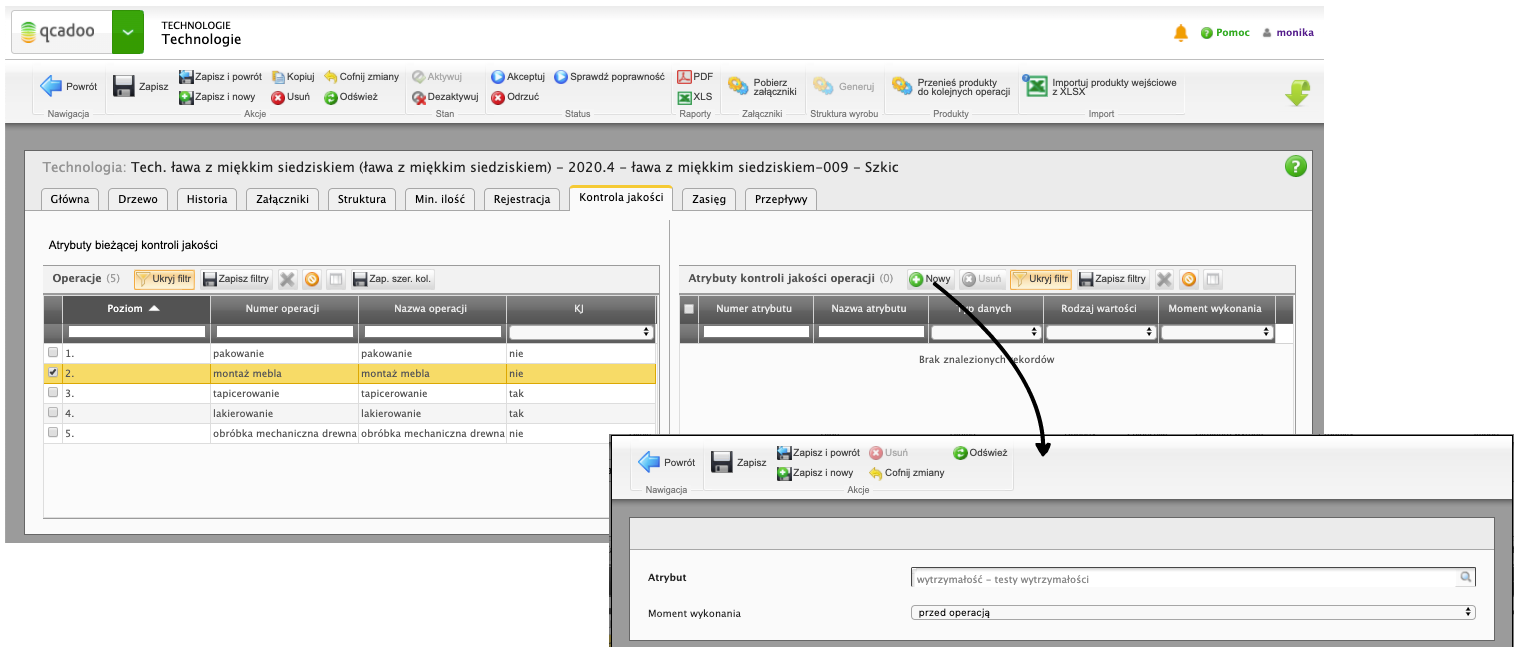 qcadoo
TECHNOLOGIE
Technologie
Pomoc monika
Powrót
Nawigacja
Zapisz Zapisz i powrót Kopiuj Cofnij zmiany
Zapisz i nowy Usuń Odśwież
Akcje
Aktywuj
Dezaktywuj
Stan
Akceptuj Sprawdź poprawność
Odrzuć
Status
PDF
XLS
Raporty
Pobierz
załączniki
Załączniki
Generuj
Struktura wyrobu
Przenieś produkty
do kolejnych operacji
Produkty
Importuj produkty wejściowe
z XLSX
Import
Technologia: Tech. ława z miękkim siedziskiem (ława z miękkim siedziskiem) – 2020.4 – ława z miękkim siedziskiem-009 – Szkic
?
Główna Drzewo Historia Załączniki Struktura Min. ilość Rejestracja Kontrola jakości Zasięg Przepływy
Atrybuty bieżącej kontroli jakości
Operacje (5) Ukryj filtr Zapisz filtry Zap. szer. kol.
Poziom Numer operacji Nazwa operacji KJ
1. pakowanie pakowanie nie
2. montaż mebla montaż mebla nie
3. tapicerowanie tapicerowanie tak
4. lakierowanie lakierowanie tak
5. obróbka mechaniczna drewna obróbka mechaniczna drewna nie
Atrybuty kontroli jakości operacji (0) Nowy Usuń Ukryj filtr Zapisz filtry
Numer atrybutu Nazwa atrybutu Typ danych Rodzaj wartości Moment wykonania
Brak znalezionych rekordów
Powrót
Nawigacja
Zapisz Zapisz i powrót Usuń Odśwież
Zapisz i nowy Cofnij zmiany
Akcje
Atrybut wytrzymałość – testy wytrzymałości
Moment wykonania przed operacją